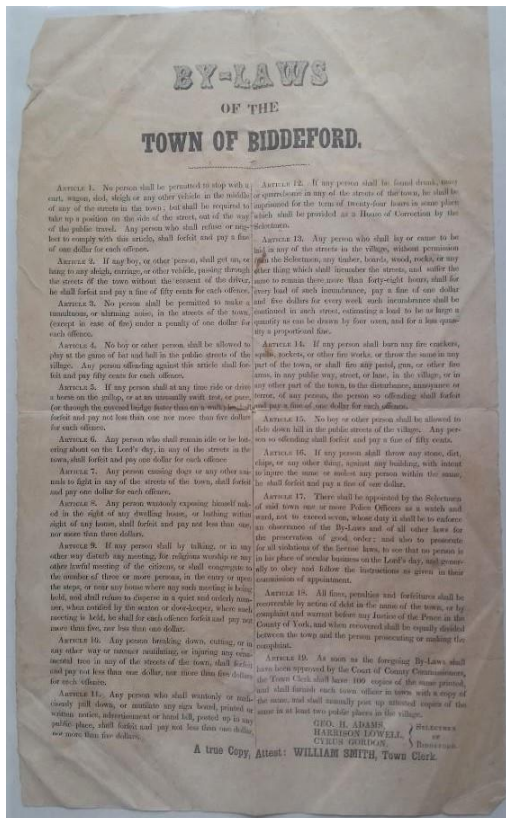 BY-LAWS
OF THE
TOWN OF BIDDEFORD.
ARTICLE 1. No person shall be permitted to stop with a
cart, wagon, sled, sleigh or any other vehicle in the middle
of any of the streets in the town; but shall be required to
take up a position on the side of the street, out of the way
of the public travel. Any person who shall refuse or neg-
lect to comply with this article, shall forfeit and pay a fine
of one dollar for each offence.
ARTICLE 2. If any boy, or other person, shall get on, or
hang to any sleigh, carriage, or other vehicle, passing through
the streets of the town without the consent of the driver,
he shall forfeit and pay a fine of fifty cents for each offence.
ARTICLE 3. No person shall be permitted to make a
tumultuous, or alarming noise, in the streets of the town,
(except in case of fire) under a penalty of one dollar for
each offence.
ARTICLE 4. No boy or other person, shall be allowed to
play at the game of bat and ball in the public streets of the
village. Any person offending against this article shall for-
feit and pay fifty cents for each offence.
ARTICLE 5. If any person shall at any time ride or drive
a horse on the gallop, or at an unusually swift trot, or pace,
(or through the covered bridge faster than on a walk) he shall
forfeit and pay not less than one nor more than five dollars
for each offence.
ARTICLE 6. Any person who shall remain idle or be loit-
ering about on the Lord's day, in any of the streets in the
town, shall forfeit and pay one dollar for each offence
ARTICLE 7. Any person causing dogs or any other ani-
mals to fight in any of the streets of the town, shall forfeit
and pay one dollar for each offence.
ARTICLE 8. Any person wantonly exposing himself nak-
ed in the sight of any dwelling house, or bathing within
sight of any house, shall forfeit and pay not less than one,
nor more than three dollars.
ARTICLE 9. If any person shall by talking, or in any
other way disturb any meeting, for religious worship or any
other lawful meeting of the citizens, or shall congregate to
the number of three or more persons, in the entry or upon
the steps, or near any house where any such meeting is being
held, and shall refuse to disperse in a quiet and orderly man-
ner, when notified by the sexton or door-keeper, where such
meeting is held, he shall for each offence forfeit and pay not
more than five, nor less than one dollar.
ARTICLE 10. Any person breaking down, cutting, or in
any other way or manner mutilating, or injuring any orna-
mental tree in any of the streets of the town, shall forfeit
and pay not less than one dollar, nor more than five dollars
for each offence.
ARTICLE 11. Any person who shall wantonly or mali-
ciously pull down, or mutilate any sign board, printed or
written notice, advertisement or hand bill, posted up in any
public place, shall forfeit and pay not less than one dollar
nor more than five dollars.
ARTICLE 12. If any person shall be found drunk,
or quarrelsome in any of the streets of the town, he shall be
imprisoned for the term of twenty-four hours in some place
which shall be provided as a House of Correction by the
Selectmen.
ARTICLE 13. Any person who shall lay or cause to be
laid in any of the streets in the village, without permission
from the Selectmen, any timber, boards, wood, rocks, or any
other thing which shall incumber the streets, and suffer the
same to remain there more than forty-eight hours, shall for
every load of such incumbrance, pay a fine of one dollar
and five dollars for every week such incumbrance shall be
continued in such street, estimating a load to be as large a
quantity as can be drawn by four oxen, and for a less quan-
tity a proportional fine.
ARTICLE 14. If any person shall burn any fire crackers,
squibs, rockets, or other fire works, or throw the same in any
part of the town, or shall fire any pistol, gun, or other fire
arms, in any public way, street, or lane, in the village, or in
any other part of the town, to the disturbance, annoyance or
terror, of any person, the person so offending shall forfeit
and pay a fine of one dollar for each offence.
ARTICLE 15. No boy or other person shall be allowed to
slide down hill in the public streets of the village. Any per-
son so offending shall forfeit and pay a fine of fifty cents.
ARTICLE 16. If any person shall throw any stone, dirt,
chips, or any other thing, against any building, with intent
to injure the same or molest any person within the same,
he shall forfeit and pay a fine of one dollar.
ARTICLE 17. There shall be appointed by the Selectmen
of said town one or more Police Officers as a watch and
ward, not to exceed seven, whose duty it shall be to enforce
an observance of the By-Laws and of all other laws for
the preservation of good order; and also to prosecute
for all violations of the license laws, to see that no person is
in his place of secular business on the Lord's day, and gener-
ally to obey and follow the instructions as given in their
commission of appointment.
ARTICLE 18. All fines, penalties and forfeitures shall be
recoverable by action of debt in the name of the town, or by
complaint and warrant before any Justice of the Peace in the
County of York, and when recovered shall be equally divided
between the town and the person prosecuting or making the
complaint.
ARTICLE 19. As soon as the foregoing By-Laws shall
have been approved by the Court of County Commissioners,
the Town Clerk shall have 400 copies of the same printed,
and shall furnish each town officer in town with a copy of
the same, and shall annually post up attested copies of the
same in at least two public places in the village.
GEO. H. ADAMS,
HARRISON LOWELL,
CYRUS GORDON,
SELECTMEN
OF
BIDDEFORD.
A true Copy, Attest: WILLIAM SMITH, Town Clerk.